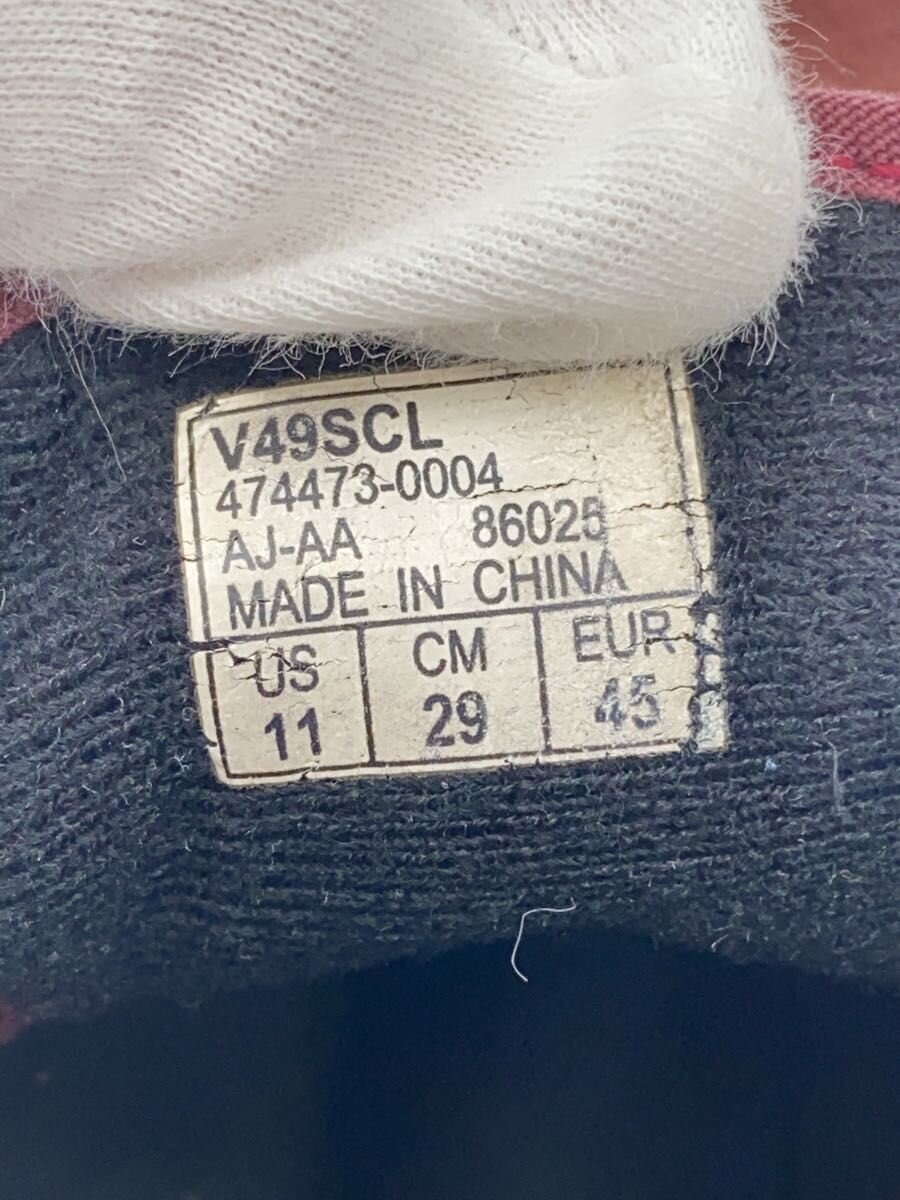 V49SCL
474473-0004
AJ-AA 86025
MADE IN CHINA
US CM EUR
11 29 45